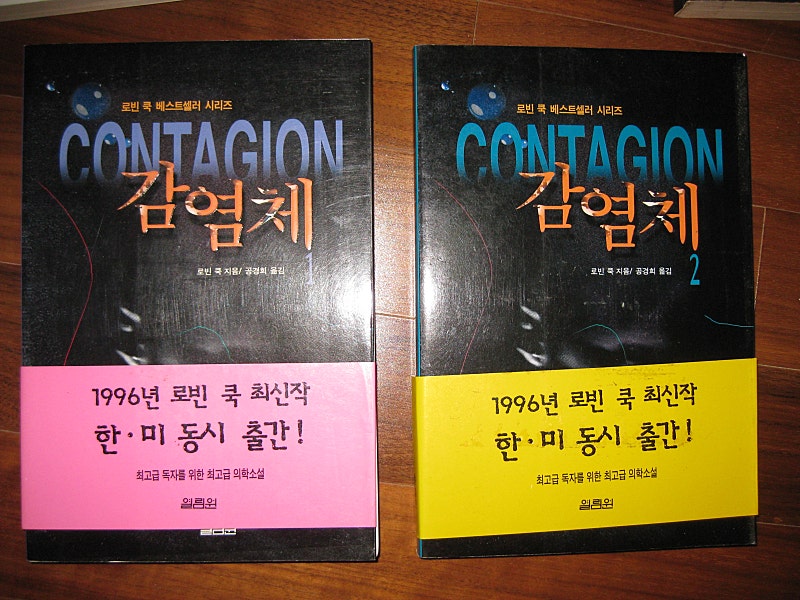 로빈 쿡 베스트셀러 시리즈
CONTAGION
감염체
1
로빈 쿡 지음/ 공경희 옮김
1996년 로빈 쿡 최신작
한·미 동시 출간!
최고급 독자를 위한 최고급 의학소설
열림원
로빈 쿡 베스트셀러 시리즈
CONTAGION
감염체
로빈 쿡 지음/ 공경희 옮김
2
1996년 로빈 쿡 최신작
한·미 동시 출간!
최고급 독자를 위한 최고급 의학소설
열림원